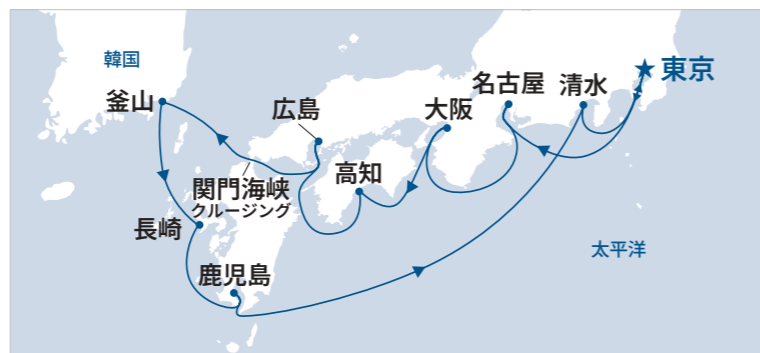 韓国
釜山
広島
大阪
名古屋
清水
東京
関門海峡
クルージング
高知
長崎
鹿児島
太平洋